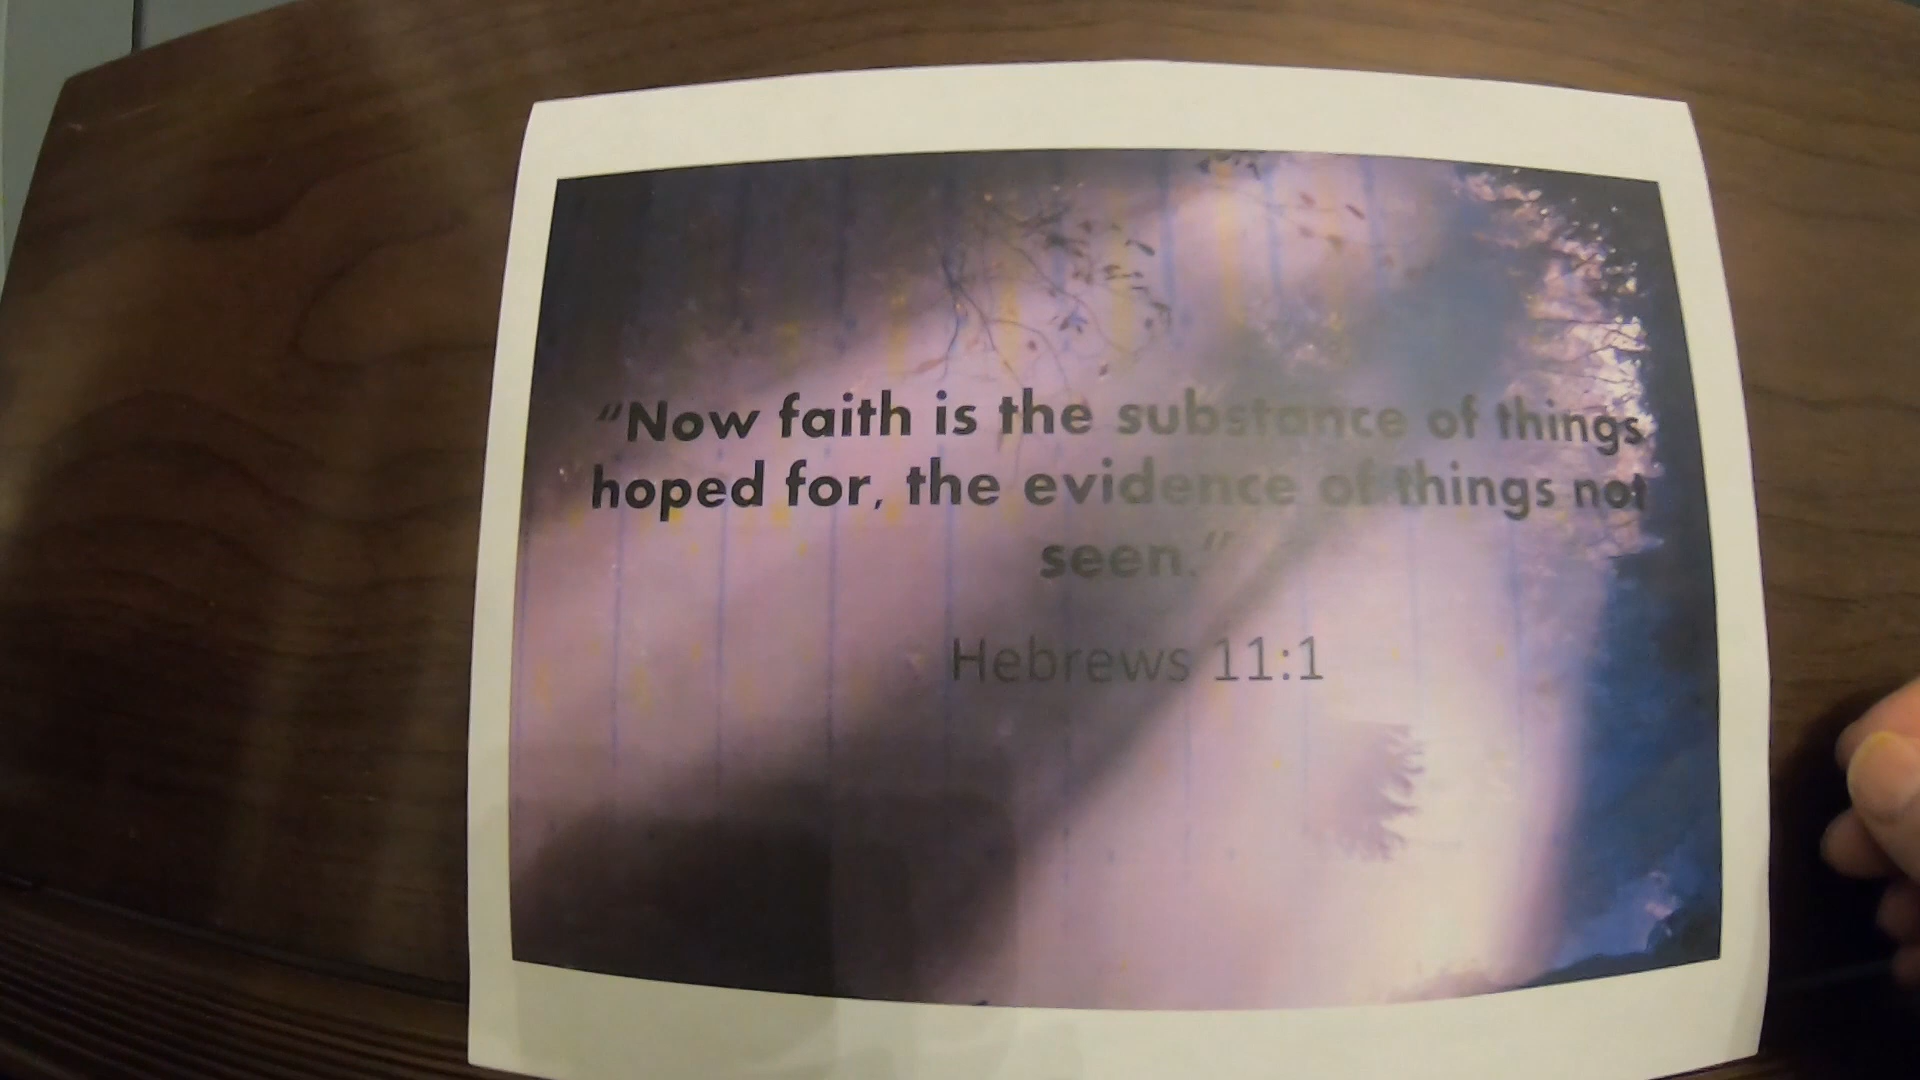 "Now faith is the substance of things
hoped for, the evidence of things not
seen."
Hebrews 11:1